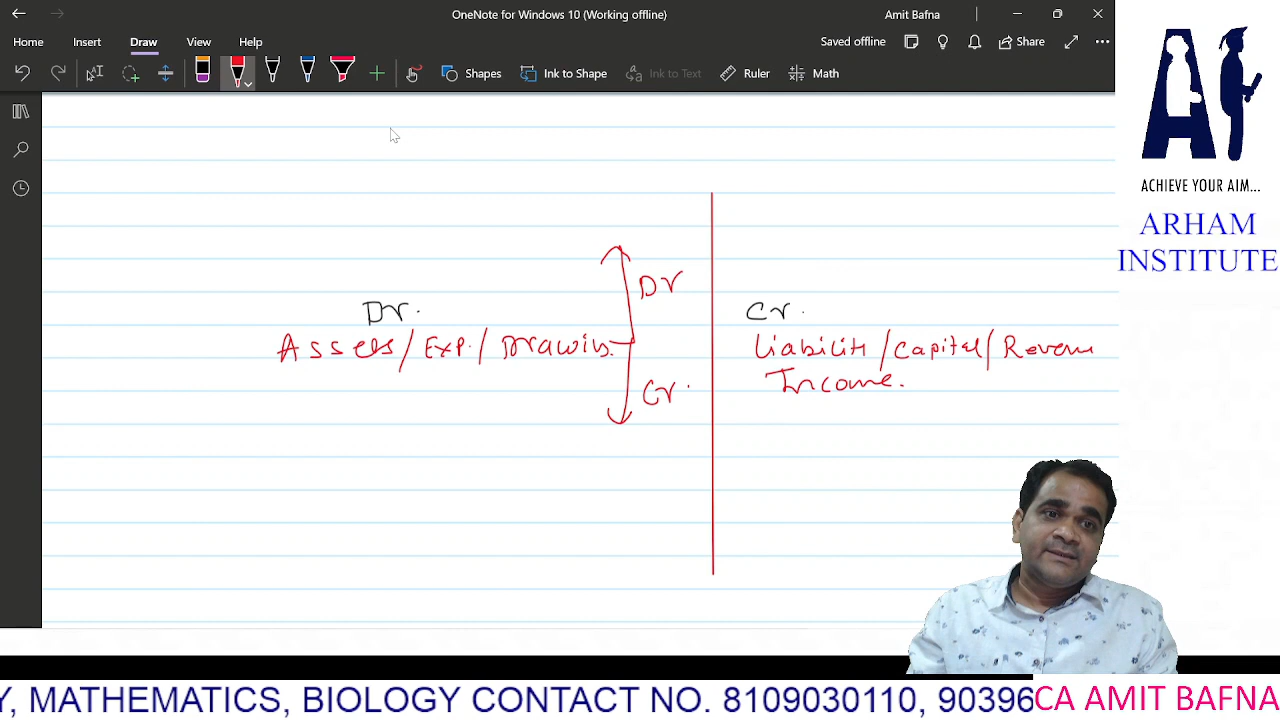 OneNote for Windows 10 (Working offline)
Amit Bafna
Home Insert Draw View Help
Saved offline
Share
Shapes Ink to Shape Ink to Text Ruler Math
ACHIEVE YOUR AIM...
ARHAM
INSTITUTE
Dr
Dr. Cr.
Assets/Exp./ Liability/Capital/Revenue
Income.
Cr.
Y, MATHEMATICS, BIOLOGY CONTACT NO. 8109030110, 90396
CA AMIT BAFNA